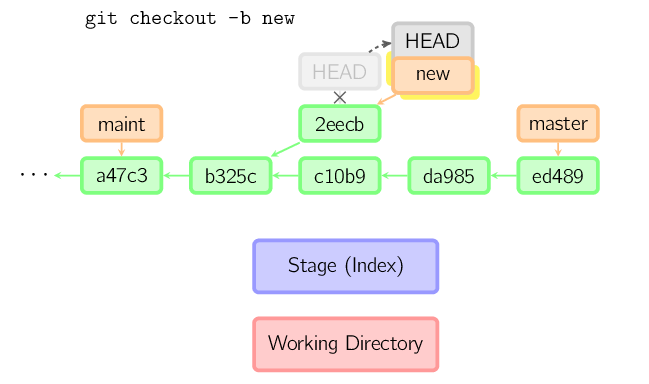 git checkout -b new
HEAD
HEAD
new
maint
2eecb
master
... a47c3
b325c
c10b9
da985
ed489
Stage (Index)
Working Directory